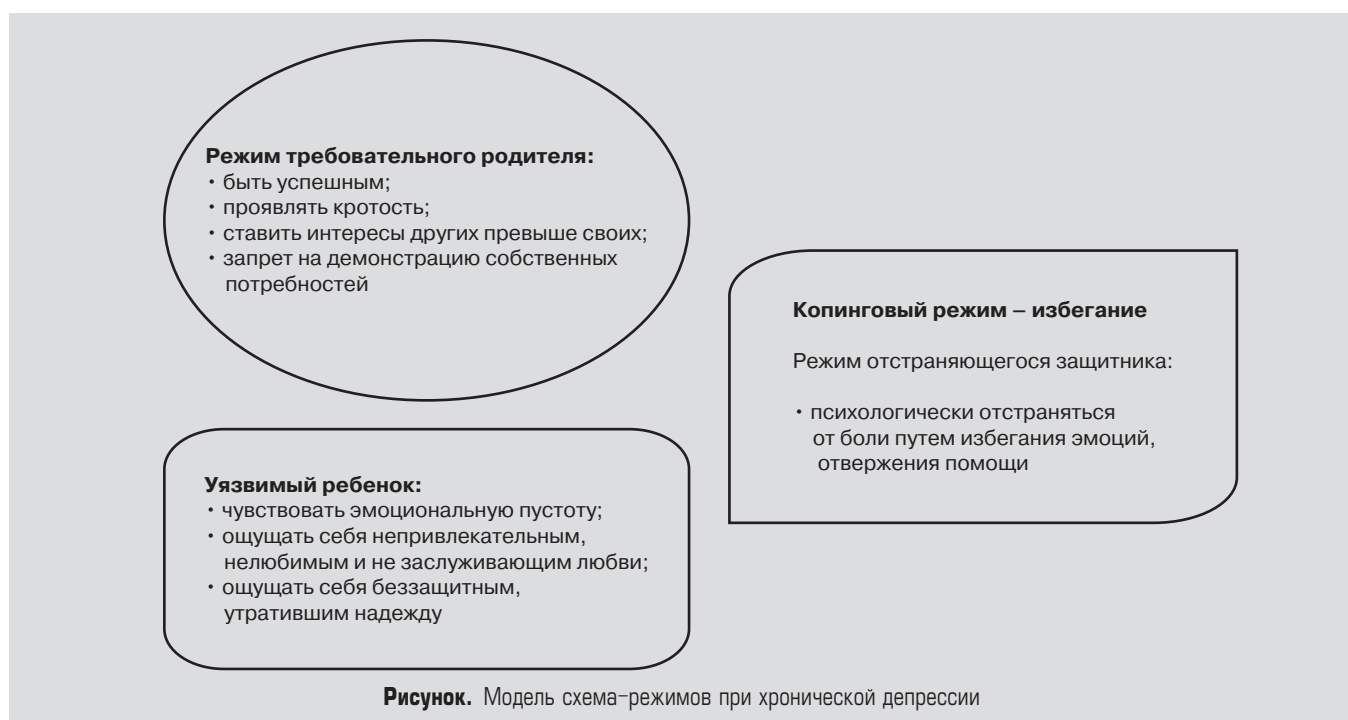 Режим требовательного родителя:
• быть успешным;
• проявлять кротость;
• ставить интересы других превыше своих;
• запрет на демонстрацию собственных
потребностей
Копинговый режим – избегание
Режим отстраняющегося защитника:
• психологически отстраняться
от боли путем избегания эмоций,
отвержения помощи
Уязвимый ребенок:
• чувствовать эмоциональную пустоту;
• ощущать себя непривлекательным,
нелюбимым и не заслуживающим любви;
• ощущать себя беззащитным,
утратившим надежду
Рисунок. Модель схема-режимов при хронической депрессии